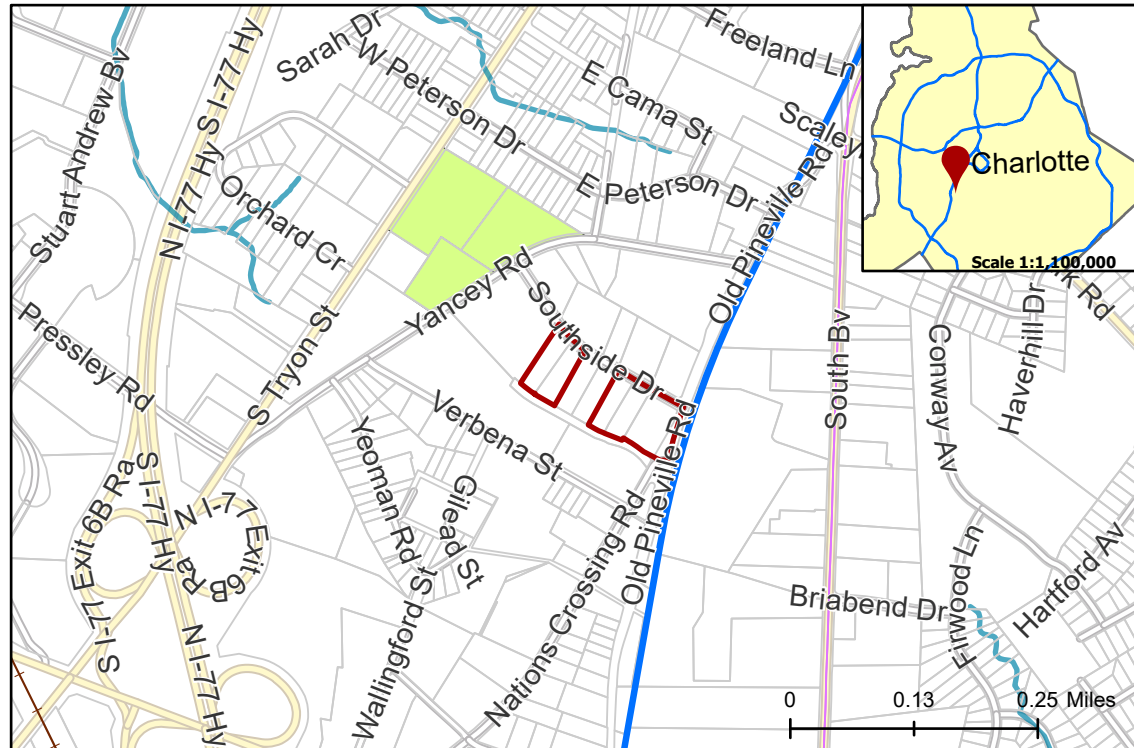 Freeland Ln
Sarah Dr
Stuart Andrew Bv
N I-77 Hy
S I-77 Hy
W Peterson Dr
E Cama St
Scaley
Charlotte
Scale 1:1,100,000
Orchard Cr
E Peterson Dr
Old Pineville Rd
Yancey Rd
Southside Dr
rk Rd
Haverhill Dr
Pressley Rd
S Tryon St
South Bv
Conway Av
Verbena St
Old Pineville Rd
Yeoman Rd
Gilead St
S I-77 Exit 6B Ra
S I-77 Hy
N I-77 Exit 6B Ra
Wallingford St
Nations Crossing Rd
Briabend Dr
Firwood Ln
Hartford Av
N I-77 Hy
0 0.13 0.25 Miles